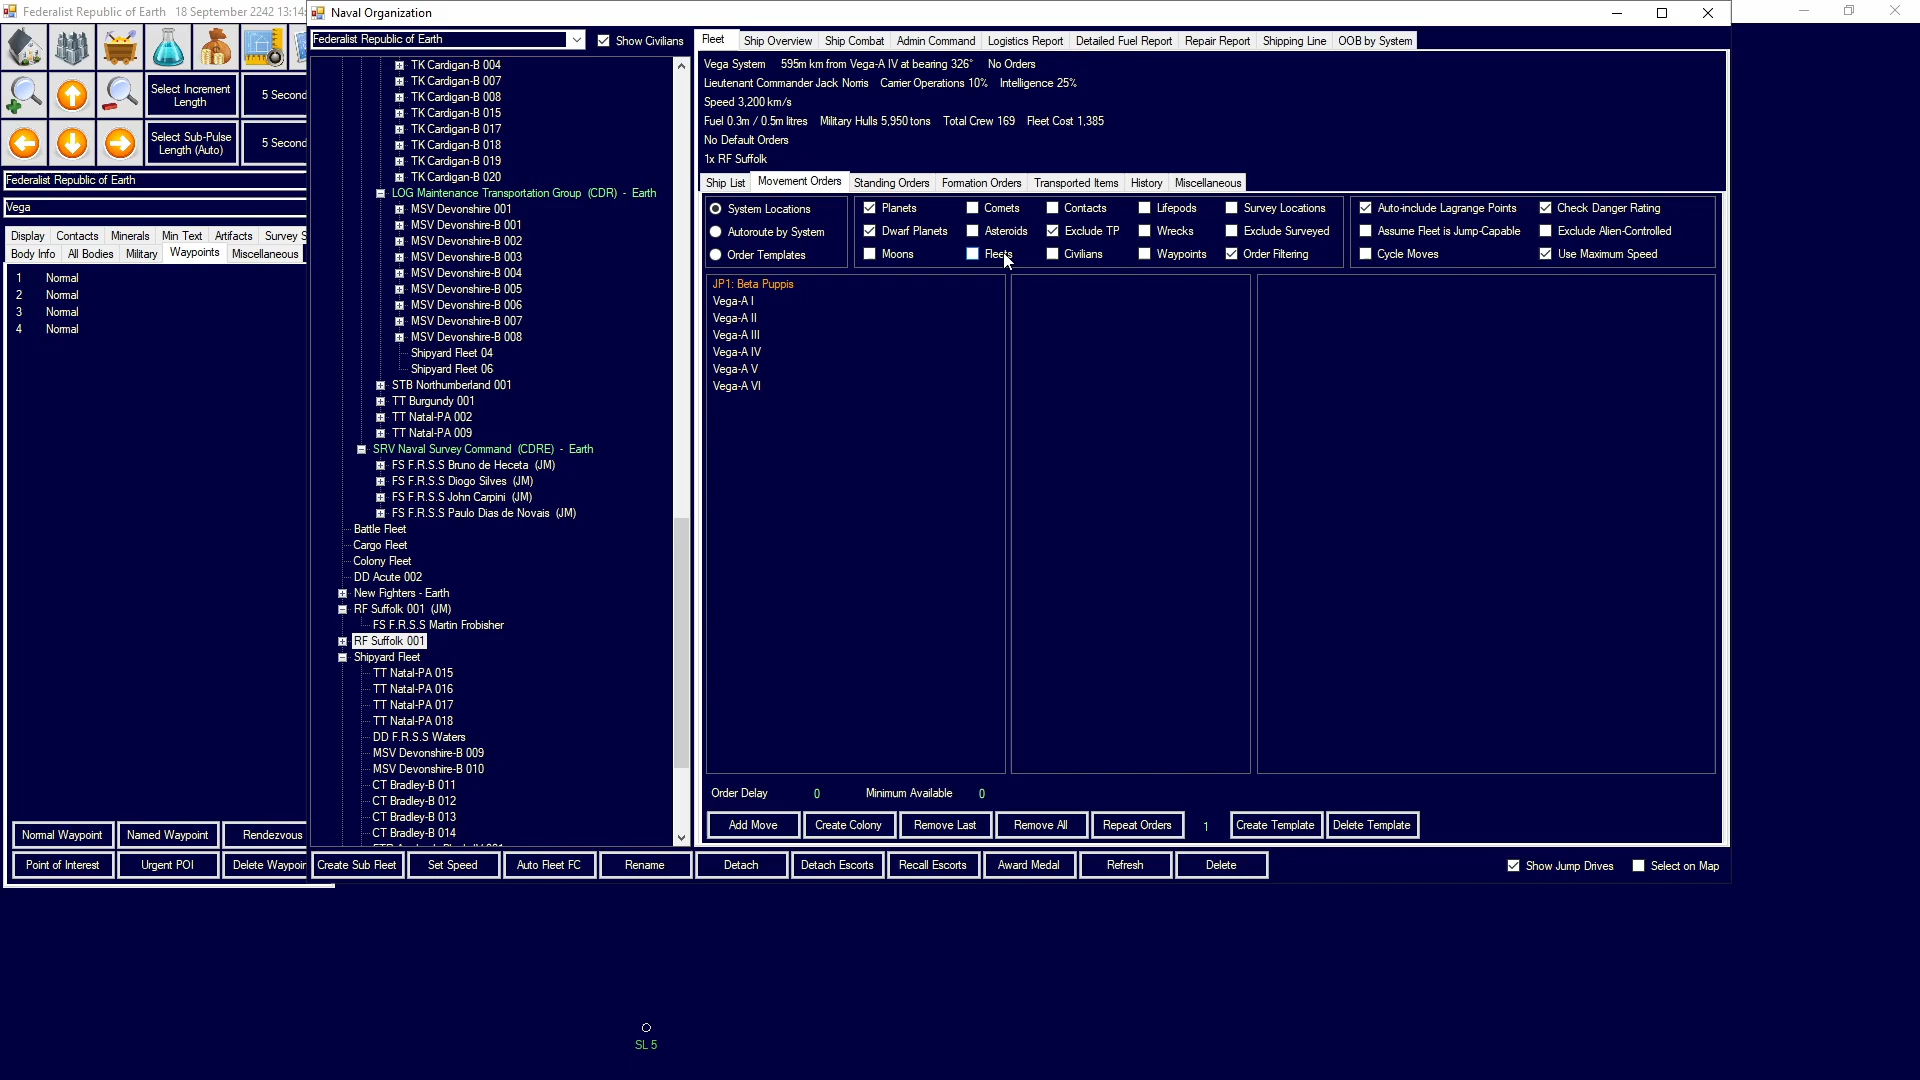 Federalist Republic of Earth   18 September 2242 13:14:
Naval Organization
Select Increment Length
5 Second
Select Sub-Pulse Length (Auto)
5 Second
Federalist Republic of Earth
Vega
Display
Contacts
Minerals
Min Text
Artifacts
Survey S
Body Info
All Bodies
Military
Waypoints
Miscellaneous
1 Normal
2 Normal
3 Normal
4 Normal
Normal Waypoint
Named Waypoint
Rendezvous
Point of Interest
Urgent POI
Delete Waypoin
Federalist Republic of Earth
Show Civilians
TK Cardigan-B 004
TK Cardigan-B 007
TK Cardigan-B 008
TK Cardigan-B 015
TK Cardigan-B 017
TK Cardigan-B 018
TK Cardigan-B 019
TK Cardigan-B 020
LOG Maintenance Transportation Group (CDR) - Earth
MSV Devonshire 001
MSV Devonshire-B 001
MSV Devonshire-B 002
MSV Devonshire-B 003
MSV Devonshire-B 004
MSV Devonshire-B 005
MSV Devonshire-B 006
MSV Devonshire-B 007
MSV Devonshire-B 008
Shipyard Fleet 04
Shipyard Fleet 06
STB Northumberland 001
TT Burgundy 001
TT Natal-PA 002
TT Natal-PA 009
SRV Naval Survey Command (CDRE) - Earth
FS F.R.S.S Bruno de Heceta (JM)
FS F.R.S.S Diogo Silves (JM)
FS F.R.S.S John Carpini (JM)
FS F.R.S.S Paulo Dias de Novais (JM)
Battle Fleet
Cargo Fleet
Colony Fleet
DD Acute 002
New Fighters - Earth
RF Suffolk 001 (JM)
FS F.R.S.S Martin Frobisher
RF Suffolk 001
Shipyard Fleet
TT Natal-PA 015
TT Natal-PA 016
TT Natal-PA 017
TT Natal-PA 018
DD F.R.S.S Waters
MSV Devonshire-B 009
MSV Devonshire-B 010
CT Bradley-B 011
CT Bradley-B 012
CT Bradley-B 013
CT Bradley-B 014
Fleet
Ship Overview
Ship Combat
Admin Command
Logistics Report
Detailed Fuel Report
Repair Report
Shipping Line
OOB by System
Vega System   595m km from Vega-A IV at bearing 326°   No Orders
Lieutenant Commander Jack Norris   Carrier Operations 10%   Intelligence 25%
Speed 3,200 km/s
Fuel 0.3m / 0.5m litres   Military Hulls 5,950 tons   Total Crew 169   Fleet Cost 1,385
No Default Orders
1x RF Suffolk
Ship List
Movement Orders
Standing Orders
Formation Orders
Transported Items
History
Miscellaneous
System Locations
Planets
Comets
Contacts
Lifepods
Survey Locations
Auto-include Lagrange Points
Check Danger Rating
Autoroute by System
Dwarf Planets
Asteroids
Exclude TP
Wrecks
Exclude Surveyed
Assume Fleet is Jump-Capable
Exclude Alien-Controlled
Order Templates
Moons
Fleets
Civilians
Waypoints
Order Filtering
Cycle Moves
Use Maximum Speed
JP1: Beta Puppis
Vega-A I
Vega-A II
Vega-A III
Vega-A IV
Vega-A V
Vega-A VI
Order Delay 0
Minimum Available 0
Add Move
Create Colony
Remove Last
Remove All
Repeat Orders
1
Create Template
Delete Template
Create Sub Fleet
Set Speed
Auto Fleet FC
Rename
Detach
Detach Escorts
Recall Escorts
Award Medal
Refresh
Delete
Show Jump Drives
Select on Map
SL 5